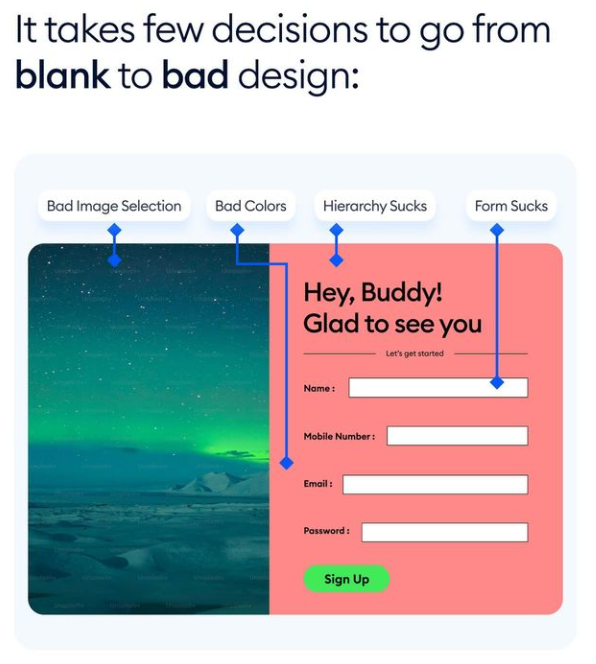 It takes few decisions to go from
blank to bad design:
Bad Image Selection
Bad Colors
Hierarchy Sucks
Form Sucks
Hey, Buddy!
Glad to see you
Let's get started
Name :
Mobile Number :
Email :
Password :
Sign Up